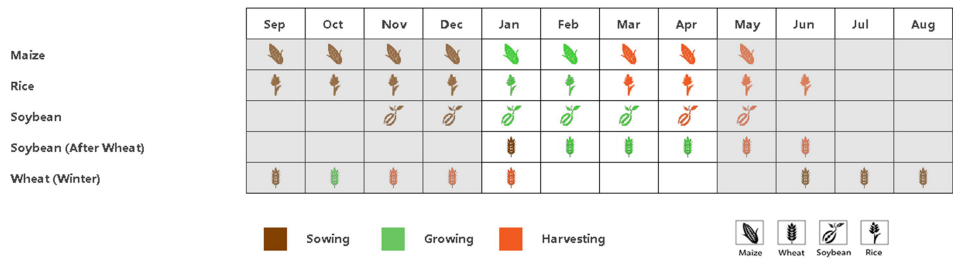 Sep Oct Nov Dec Jan Feb Mar Apr May Jun Jul Aug
Maize
Rice
Soybean
Soybean (After Wheat)
Wheat (Winter)
Sowing Growing Harvesting
Maize Wheat Soybean Rice